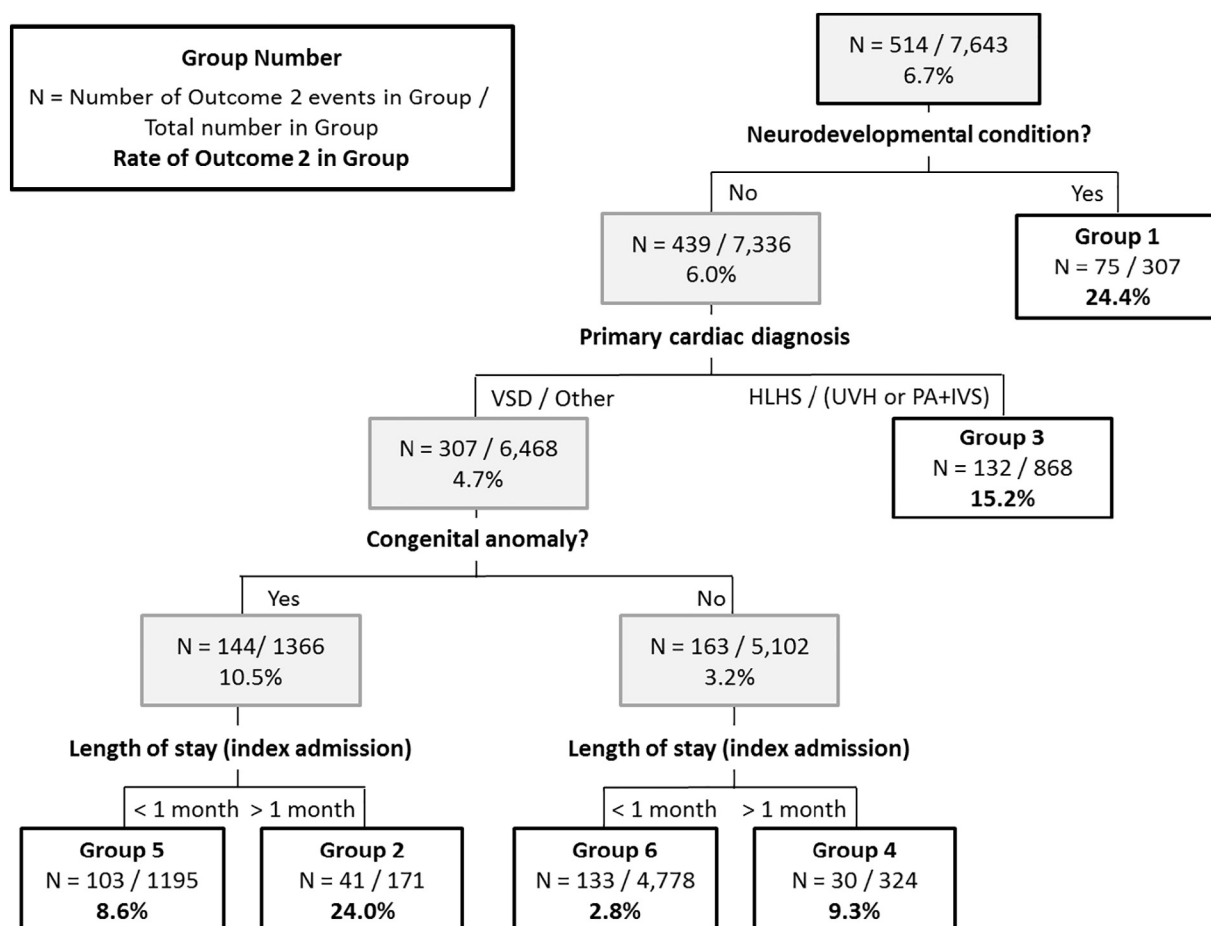 Group Number
N = Number of Outcome 2 events in Group /
Total number in Group
Rate of Outcome 2 in Group
N = 514 / 7,643
6.7%
Neurodevelopmental condition?
No
Yes
N = 439 / 7,336
6.0%
Group 1
N = 75 / 307
24.4%
Primary cardiac diagnosis
VSD / Other
HLHS / (UVH or PA+IVS)
N = 307 / 6,468
4.7%
Group 3
N = 132 / 868
15.2%
Congenital anomaly?
Yes
No
N = 144/ 1366
10.5%
N = 163 / 5,102
3.2%
Length of stay (index admission)
Length of stay (index admission)
< 1 month
> 1 month
< 1 month
> 1 month
Group 5
N = 103 / 1195
8.6%
Group 2
N = 41 / 171
24.0%
Group 6
N = 133 / 4,778
2.8%
Group 4
N = 30 / 324
9.3%